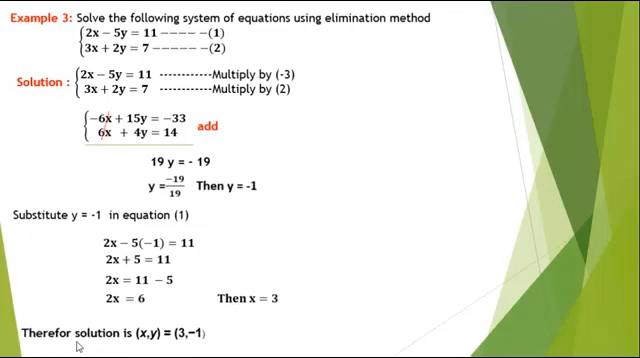 Example 3: Solve the following system of equations using elimination method
{2x − 5y = 11 −−−− −(1)
{3x + 2y = 7 −−−−− −(2)
Solution : {2x − 5y = 11 -----------Multiply by (-3)
{3x + 2y = 7 -----------Multiply by (2)
{−6x + 15y = −33
{6x + 4y = 14 add
19 y = - 19
y = −19/19 Then y = -1
Substitute y = -1 in equation (1)
2x − 5(−1) = 11
2x + 5 = 11
2x = 11 − 5
2x = 6 Then x = 3
Therefor solution is (x,y) = (3,−1)